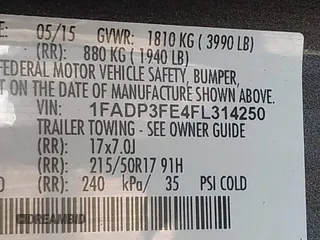 E: 05/15 GVWR: 1810 KG ( 3990 LB)
(RR): 880 KG ( 1940 LB)
FEDERAL MOTOR VEHICLE SAFETY, BUMPER,
CT ON THE DATE OF MANUFACTURE SHOWN ABOVE.
VIN: 1FADP3FE4FL314250
TRAILER TOWING - SEE OWNER GUIDE
(RR): 17x7.0J
(RR): 215/50R17 91H
0 (RR): 240 kPa/ 35 PSI COLD
DREAMBID